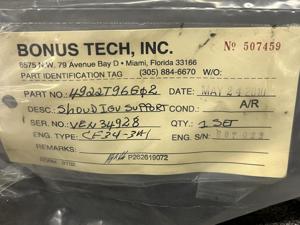 BONUS TECH, INC. Nº 507459
6575 N.W. 79 Avenue Bay D • Miami, Florida 33166
PART IDENTIFICATION TAG (305) 884-6670 W/O:
PART NO.: 4922T96G02 DATE: MAY 24 2001
DESC.: SHOUD IGV SUPPORT COND. A/R
SER. NO.: VEN34928 QTY.: 1 SET
ENG. TYPE: CF34-3A1 ENG. S/N:
REMARKS:
P262619072